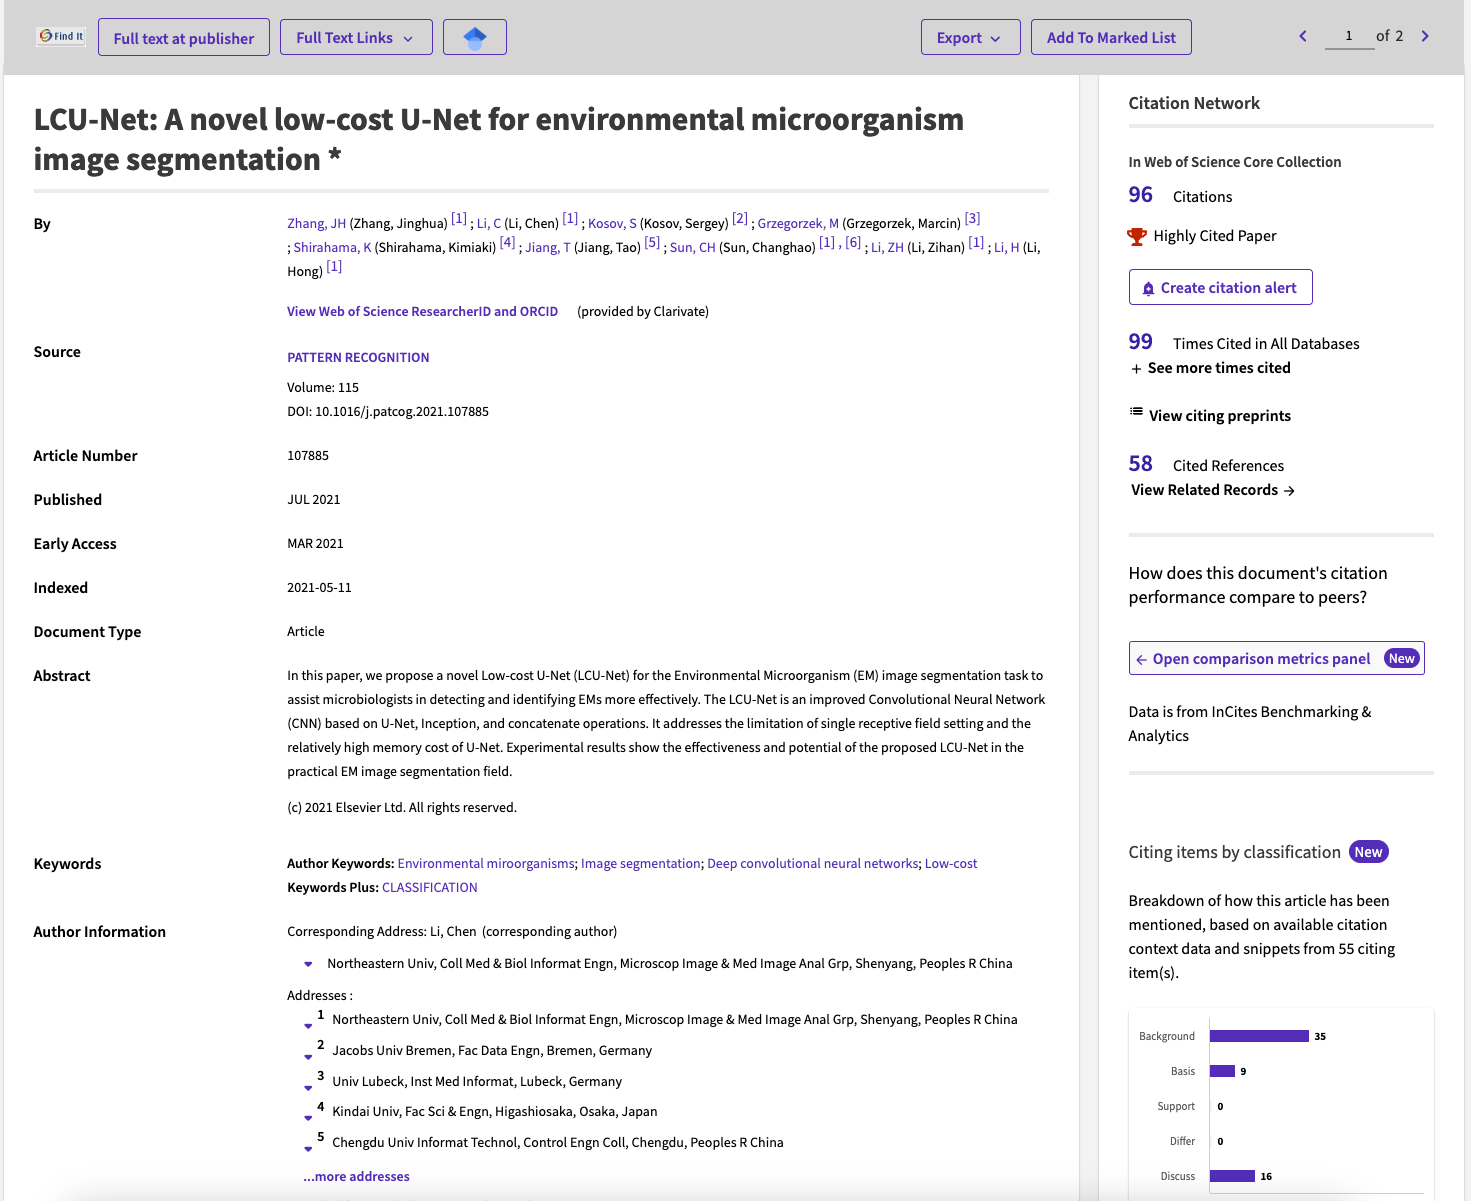 Find It
Full text at publisher
Full Text Links
Export
Add To Marked List
1 of 2
LCU-Net: A novel low-cost U-Net for environmental microorganism
image segmentation *
By
Zhang, JH (Zhang, Jinghua) [1] ; Li, C (Li, Chen) [1] ; Kosov, S (Kosov, Sergey) [2] ; Grzegorzek, M (Grzegorzek, Marcin) [3]
; Shirahama, K (Shirahama, Kimiaki) [4] ; Jiang, T (Jiang, Tao) [5] ; Sun, CH (Sun, Changhao) [1] , [6] ; Li, ZH (Li, Zihan) [1] ; Li, H (Li,
Hong) [1]
View Web of Science ResearcherID and ORCID (provided by Clarivate)
Source
PATTERN RECOGNITION
Volume: 115
DOI: 10.1016/j.patcog.2021.107885
Article Number
107885
Published
JUL 2021
Early Access
MAR 2021
Indexed
2021-05-11
Document Type
Article
Abstract
In this paper, we propose a novel Low-cost U-Net (LCU-Net) for the Environmental Microorganism (EM) image segmentation task to
assist microbiologists in detecting and identifying EMs more effectively. The LCU-Net is an improved Convolutional Neural Network
(CNN) based on U-Net, Inception, and concatenate operations. It addresses the limitation of single receptive field setting and the
relatively high memory cost of U-Net. Experimental results show the effectiveness and potential of the proposed LCU-Net in the
practical EM image segmentation field.
(c) 2021 Elsevier Ltd. All rights reserved.
Keywords
Author Keywords: Environmental miroorganisms; Image segmentation; Deep convolutional neural networks; Low-cost
Keywords Plus: CLASSIFICATION
Author Information
Corresponding Address: Li, Chen (corresponding author)
Northeastern Univ, Coll Med & Biol Informat Engn, Microscop Image & Med Image Anal Grp, Shenyang, Peoples R China
Addresses :
1 Northeastern Univ, Coll Med & Biol Informat Engn, Microscop Image & Med Image Anal Grp, Shenyang, Peoples R China
2 Jacobs Univ Bremen, Fac Data Engn, Bremen, Germany
3 Univ Lubeck, Inst Med Informat, Lubeck, Germany
4 Kindai Univ, Fac Sci & Engn, Higashiosaka, Osaka, Japan
5 Chengdu Univ Informat Technol, Control Engn Coll, Chengdu, Peoples R China
...more addresses
Citation Network
In Web of Science Core Collection
96 Citations
Highly Cited Paper
Create citation alert
99 Times Cited in All Databases
+ See more times cited
View citing preprints
58 Cited References
View Related Records →
How does this document's citation
performance compare to peers?
← Open comparison metrics panel New
Data is from InCites Benchmarking &
Analytics
Citing items by classification New
Breakdown of how this article has been
mentioned, based on available citation
context data and snippets from 55 citing
item(s).
Background 35
Basis 9
Support 0
Differ 0
Discuss 16